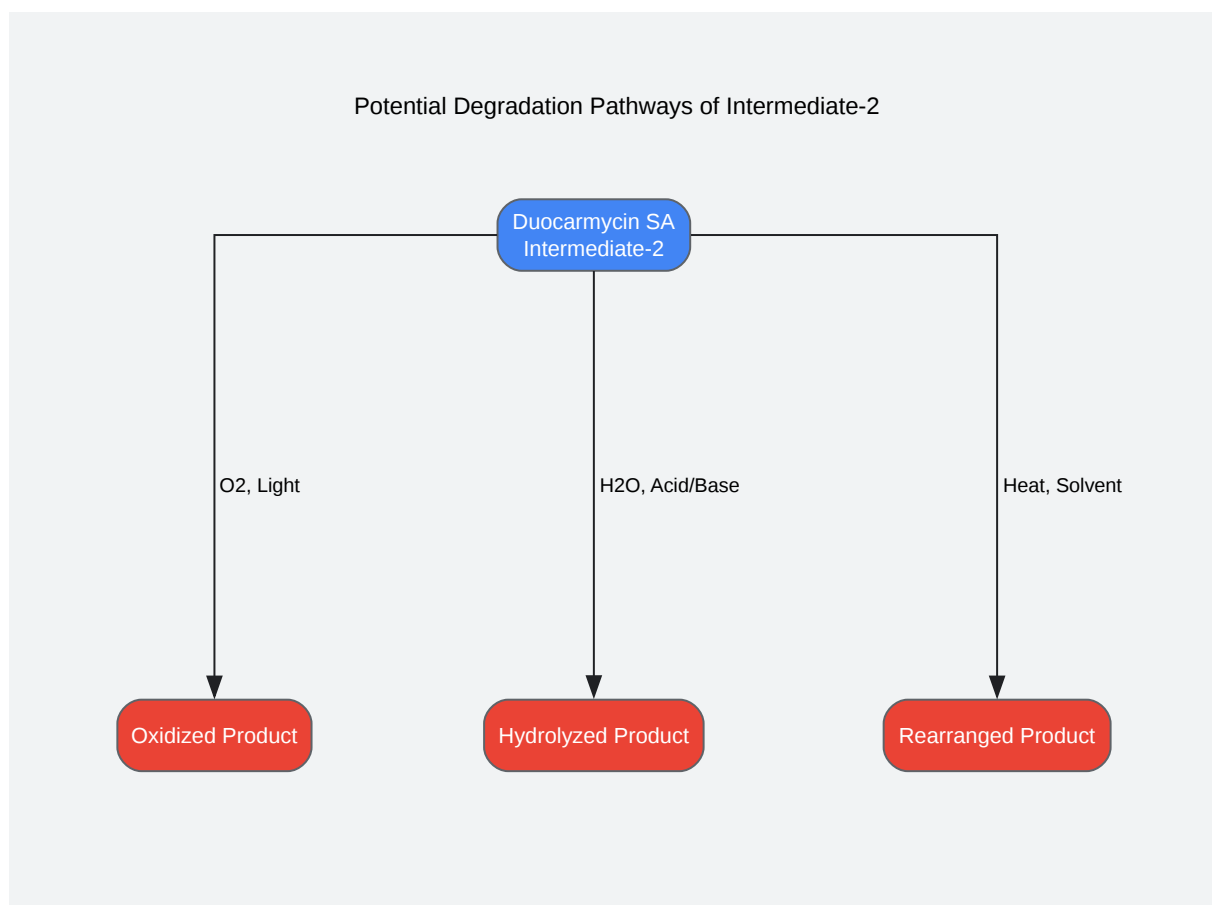 Potential Degradation Pathways of Intermediate-2
Duocarmycin SA
Intermediate-2
O2, Light
H2O, Acid/Base
Heat, Solvent
Oxidized Product
Hydrolyzed Product
Rearranged Product